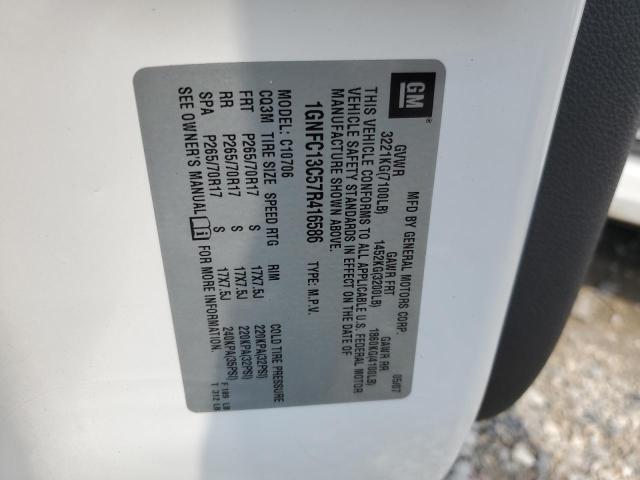 GM
MFD BY GENERAL MOTORS CORP. 05/07
GVWR GAWR FRT GAWR RR
3221KG(7100LB) 1452KG(3200LB) 1860KG(4100LB)
THIS VEHICLE CONFORMS TO ALL APPLICABLE U.S. FEDERAL MOTOR
VEHICLE SAFETY STANDARDS IN EFFECT ON THE DATE OF
MANUFACTURE SHOWN ABOVE.
1GNFC13C57R416586 TYPE: M.P.V.
MODEL: C10706
CQ3M TIRE SIZE SPEED RTG RIM COLD TIRE PRESSURE
FRT P265/70R17 S 17X7.5J 220KPA(32PSI)
RR P265/70R17 S 17X7.5J 220KPA(32PSI)
SPA P265/70R17 S 17X7.5J 240KPA(35PSI)
SEE OWNER'S MANUAL FOR MORE INFORMATION.